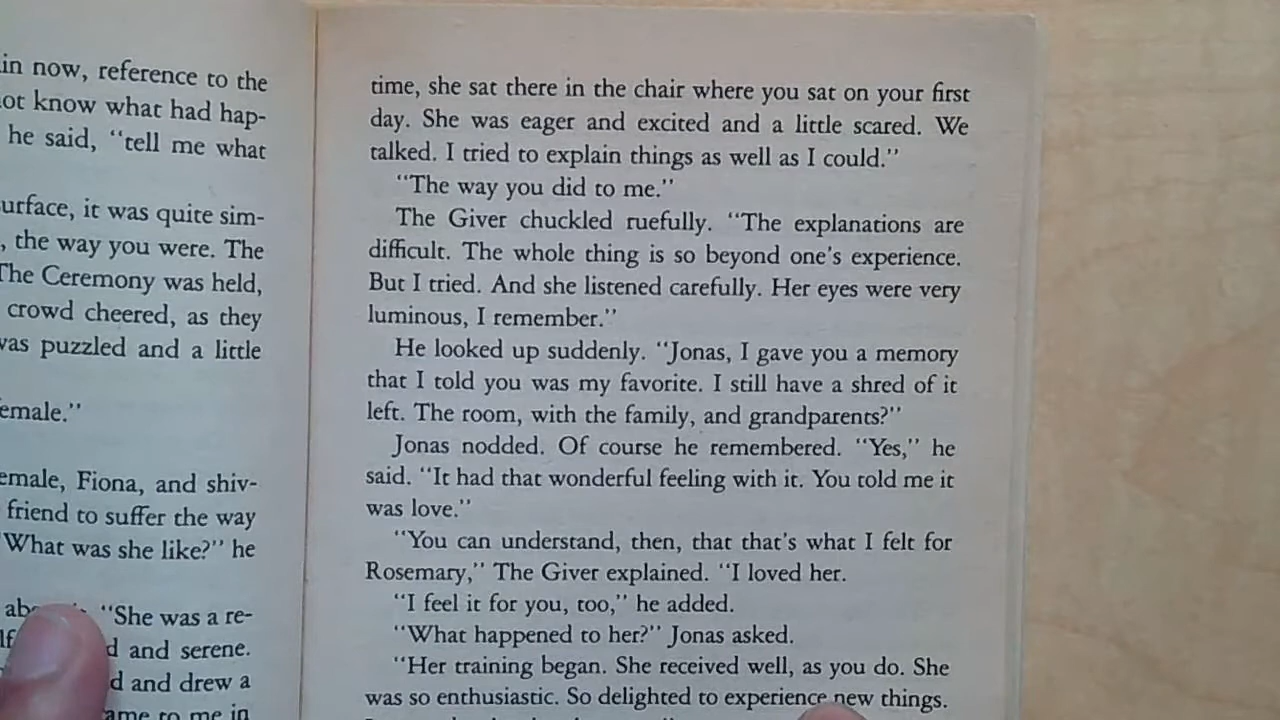 in now, reference to the
ot know what had hap-
he said, “tell me what
urface, it was quite sim-
, the way you were. The
The Ceremony was held,
crowd cheered, as they
was puzzled and a little
emale.”
emale, Fiona, and shiv-
friend to suffer the way
“What was she like?” he
“She was a re-
d and serene.
d and drew a
ame to me in
time, she sat there in the chair where you sat on your first
day. She was eager and excited and a little scared. We
talked. I tried to explain things as well as I could.”
“The way you did to me.”
The Giver chuckled ruefully. “The explanations are
difficult. The whole thing is so beyond one’s experience.
But I tried. And she listened carefully. Her eyes were very
luminous, I remember.”
He looked up suddenly. “Jonas, I gave you a memory
that I told you was my favorite. I still have a shred of it
left. The room, with the family, and grandparents?”
Jonas nodded. Of course he remembered. “Yes,” he
said. “It had that wonderful feeling with it. You told me it
was love.”
“You can understand, then, that that’s what I felt for
Rosemary,” The Giver explained. “I loved her.
“I feel it for you, too,” he added.
“What happened to her?” Jonas asked.
“Her training began. She received well, as you do. She
was so enthusiastic. So delighted to experience new things.